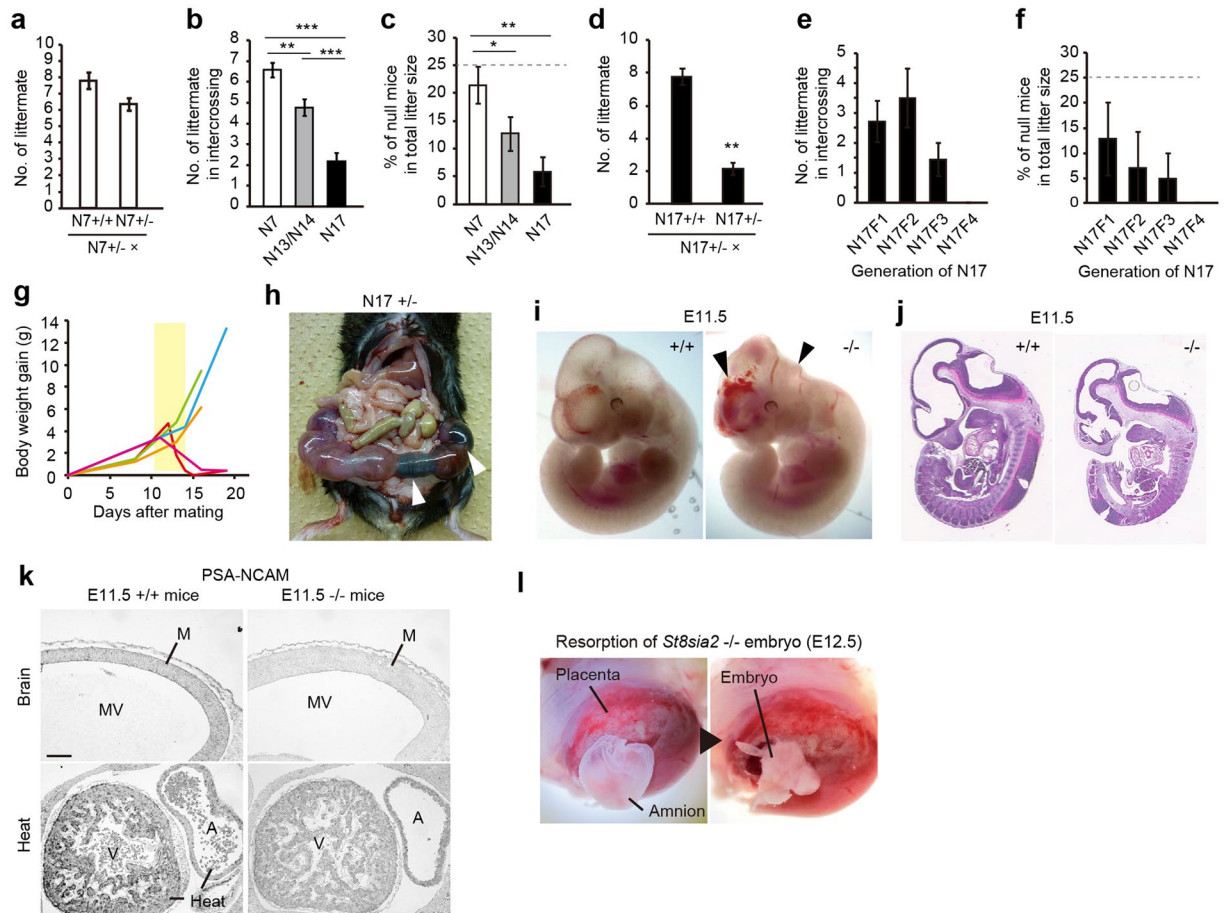 a
No. of littermate
10
9
8
7
6
5
4
3
2
1
0
N7+/+ N7+/-
N7+/- ×
b
No. of littermate
in intercrossing
8
7
6
5
4
3
2
1
0
***
**
***
N7
N13/N14
N17
c
% of null mice
in total litter size
30
25
20
15
10
5
0
**
*
N7
N13/N14
N17
d
No. of littermate
10
8
6
4
2
0
**
N17+/+ N17+/-
N17+/- ×
e
No. of littermate
in intercrossing
5
4
3
2
1
0
N17F1
N17F2
N17F3
N17F4
Generation of N17
f
% of null mice
in total litter size
30
25
20
15
10
5
0
N17F1
N17F2
N17F3
N17F4
Generation of N17
g
Body weight gain (g)
14
12
10
8
6
4
2
0
0 5 10 15 20
Days after mating
h
N17 +/-
i
E11.5
+/+
-/-
j
E11.5
+/+
-/-
k
PSA-NCAM
E11.5 +/+ mice
E11.5 -/- mice
Brain
M
MV
M
MV
Heat
A
V
Heat
A
V
l
Resorption of St8sia2 -/- embryo (E12.5)
Placenta
Amnion
Embryo